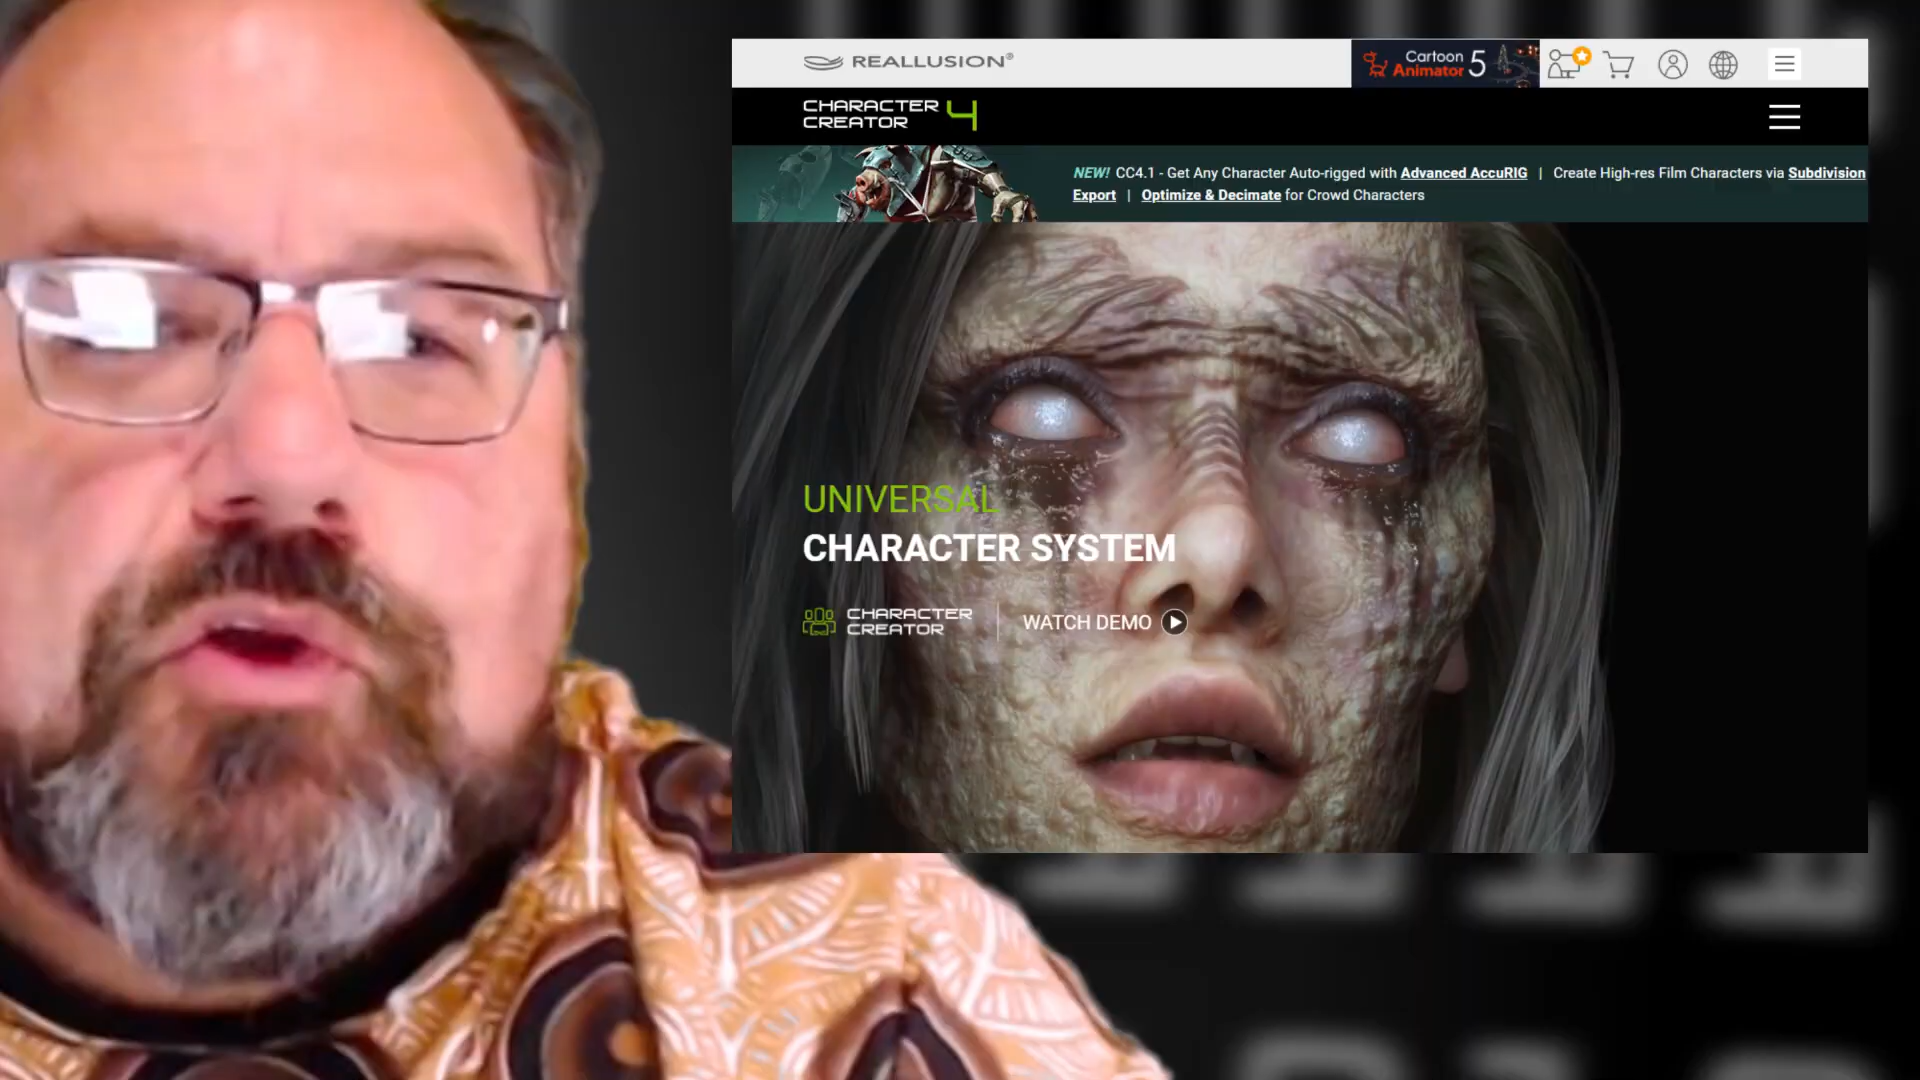 REALLUSION®
Cartoon
Animator 5
CHARACTER
CREATOR 4
NEW! CC4.1 - Get Any Character Auto-rigged with Advanced AccuRIG | Create High-res Film Characters via Subdivision
Export | Optimize & Decimate for Crowd Characters
UNIVERSAL
CHARACTER SYSTEM
CHARACTER
CREATOR
WATCH DEMO